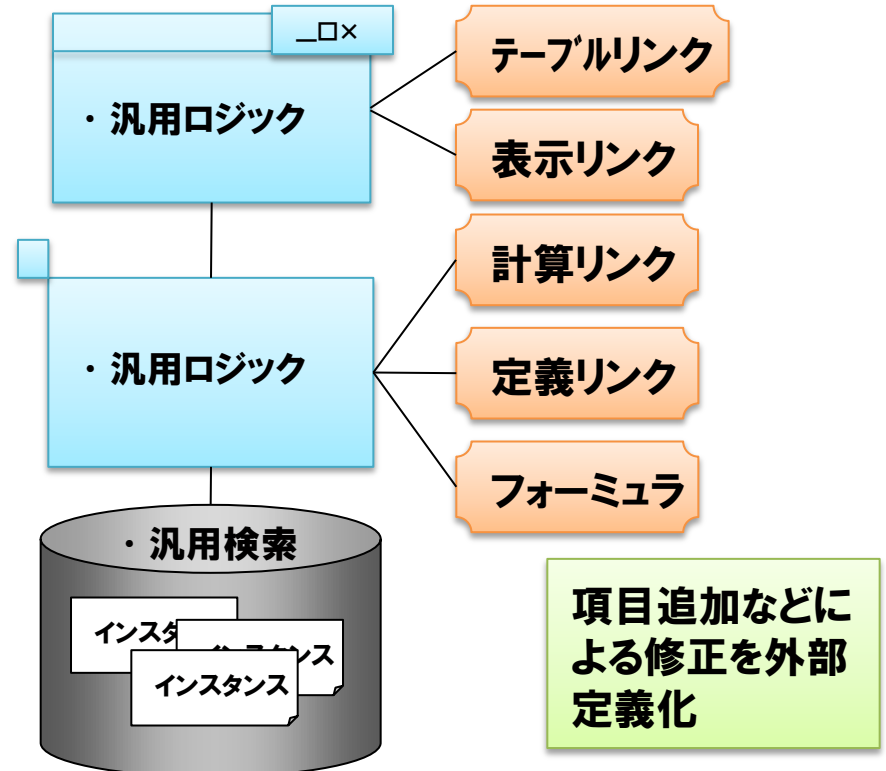 _□×
・汎用ロジック
テーブルリンク
表示リンク
計算リンク
・汎用ロジック
定義リンク
フォーミュラ
・汎用検索
インスタ
ンス
インスタンス
項目追加などに
よる修正を外部
定義化